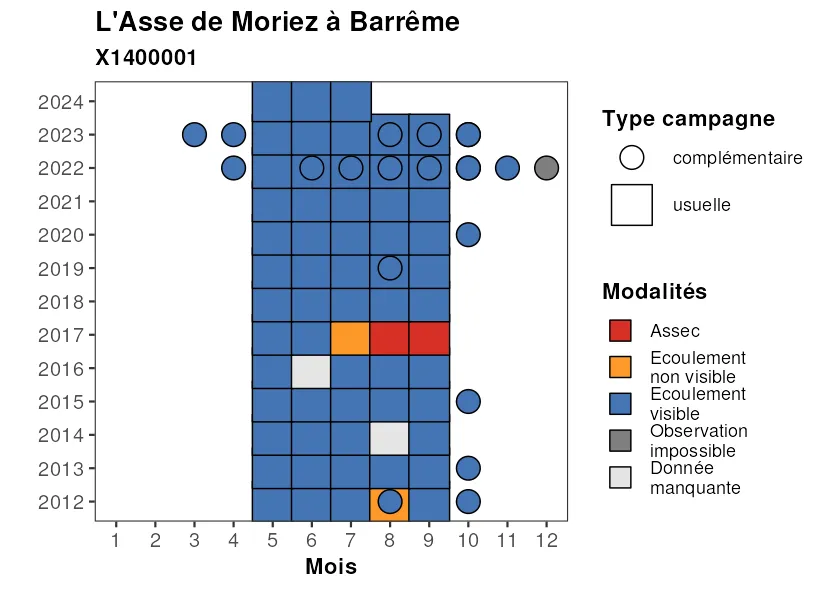 L'Asse de Moriez à Barrême
X1400001
2024
2023
2022
2021
2020
2019
2018
2017
2016
2015
2014
2013
2012
1 2 3 4 5 6 7 8 9 10 11 12
Mois
Type campagne
complémentaire
usuelle
Modalités
Assec
Ecoulement
non visible
Ecoulement
visible
Observation
impossible
Donnée
manquante